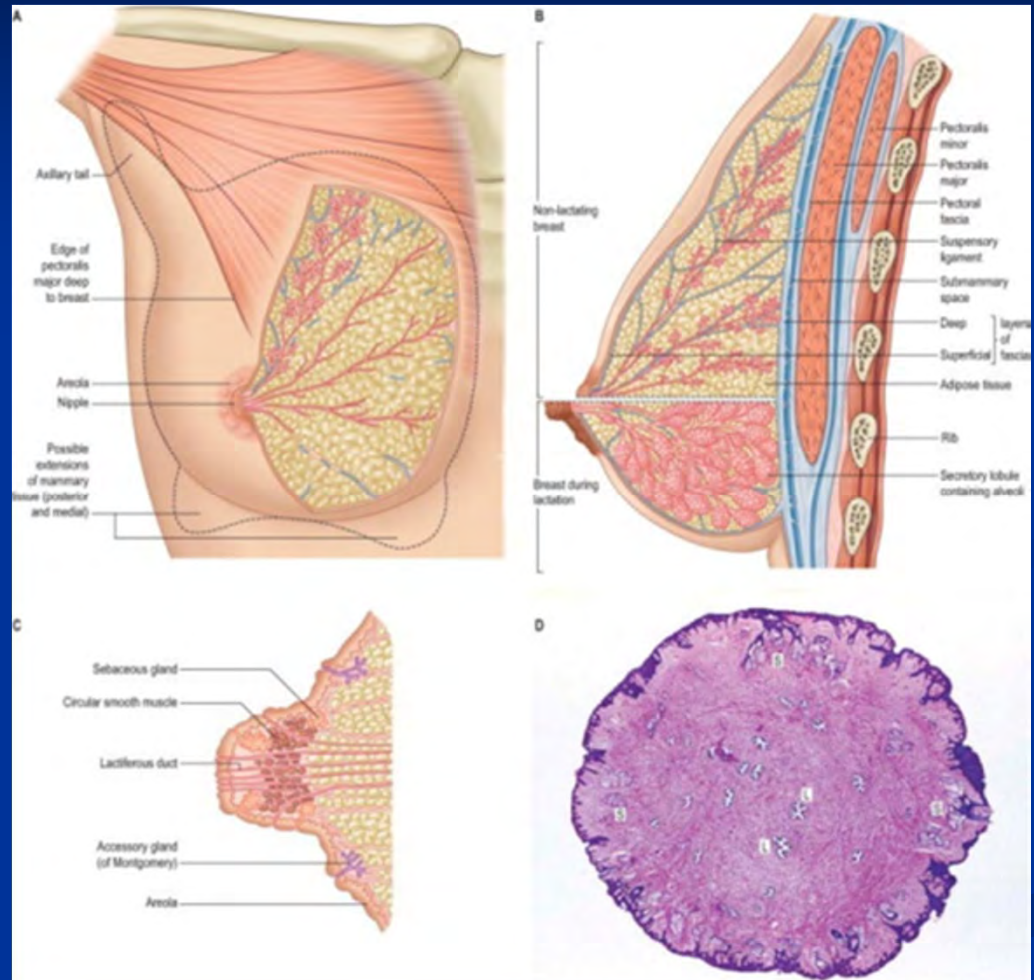 A
Axillary tail
Edge of
pectoralis
major deep
to breast
Areola
Nipple
Possible
extensions
of mammary
tissue (posterior
and medial)
B
Non-lactating
breast
Breast during
lactation
Pectoralis
minor
Pectoralis
major
Pectoral
fascia
Suspensory
ligament
Submammary
space
Deep
Superficial
layers
of
fascia
Adipose tissue
Rib
Secretory lobule
containing alveoli
C
Sebaceous gland
Circular smooth muscle
Lactiferous duct
Accessory gland
(of Montgomery)
Areola
D
S
S
L
S
L